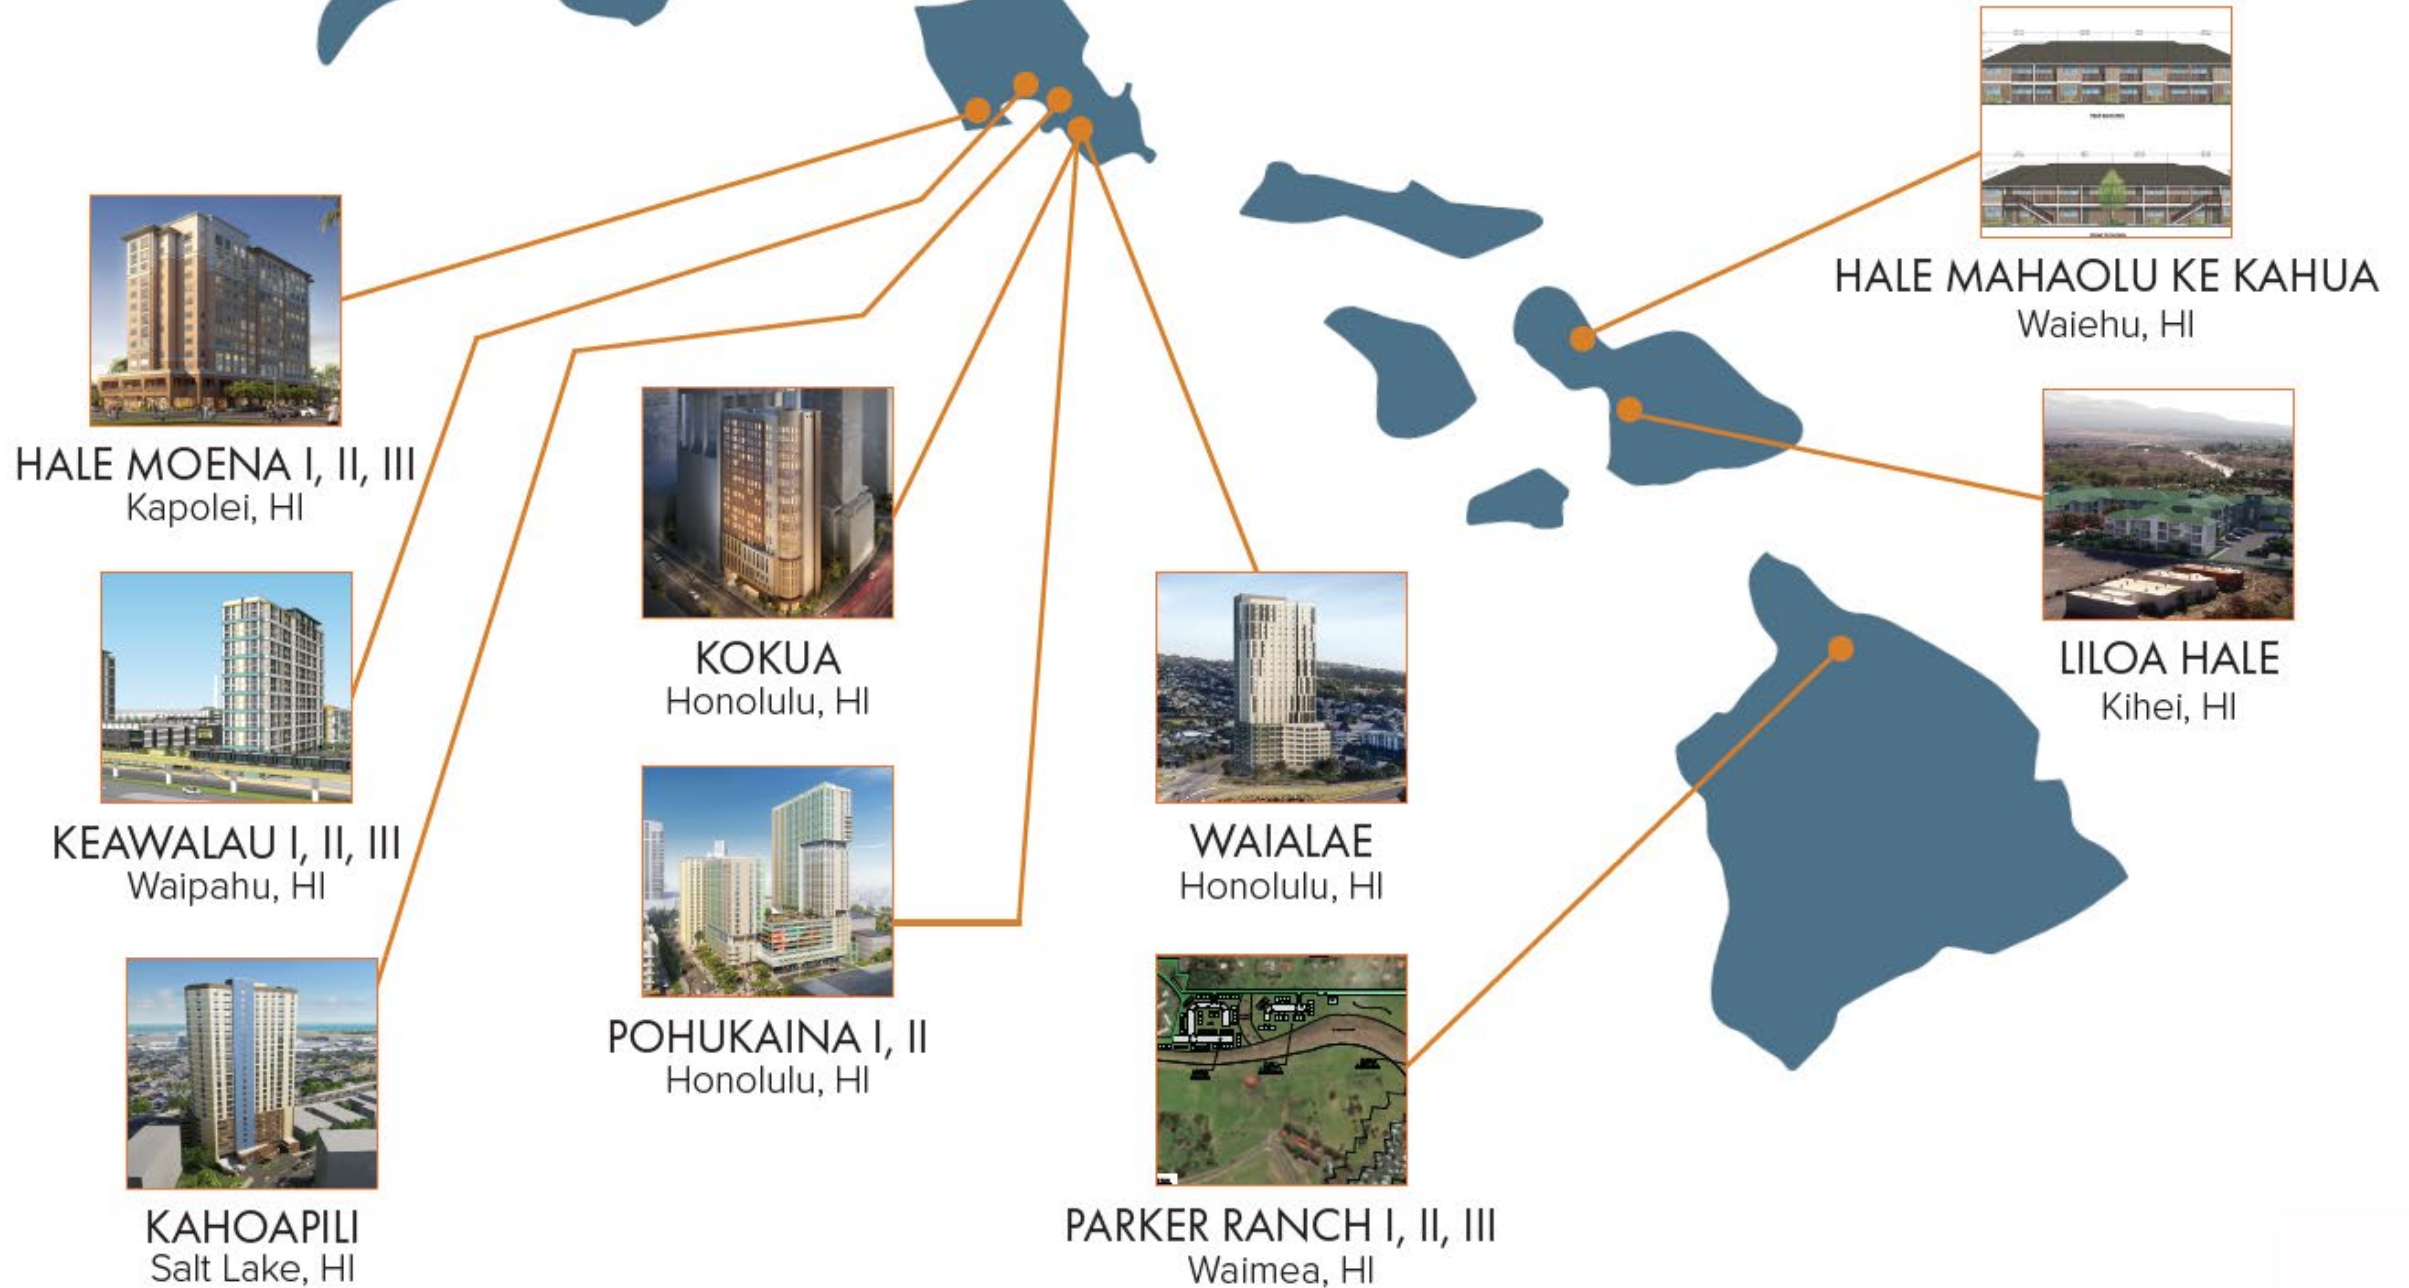 HALE MAHAOLU KE KAHUA
Waiehu, HI
HALE MOENA I, II, III
Kapolei, HI
KOKUA
Honolulu, HI
LILOA HALE
Kihei, HI
KEAWALAU I, II, III
Waipahu, HI
WAIALAE
Honolulu, HI
POHUKAINA I, II
Honolulu, HI
KAHOAPILI
Salt Lake, HI
PARKER RANCH I, II, III
Waimea, HI